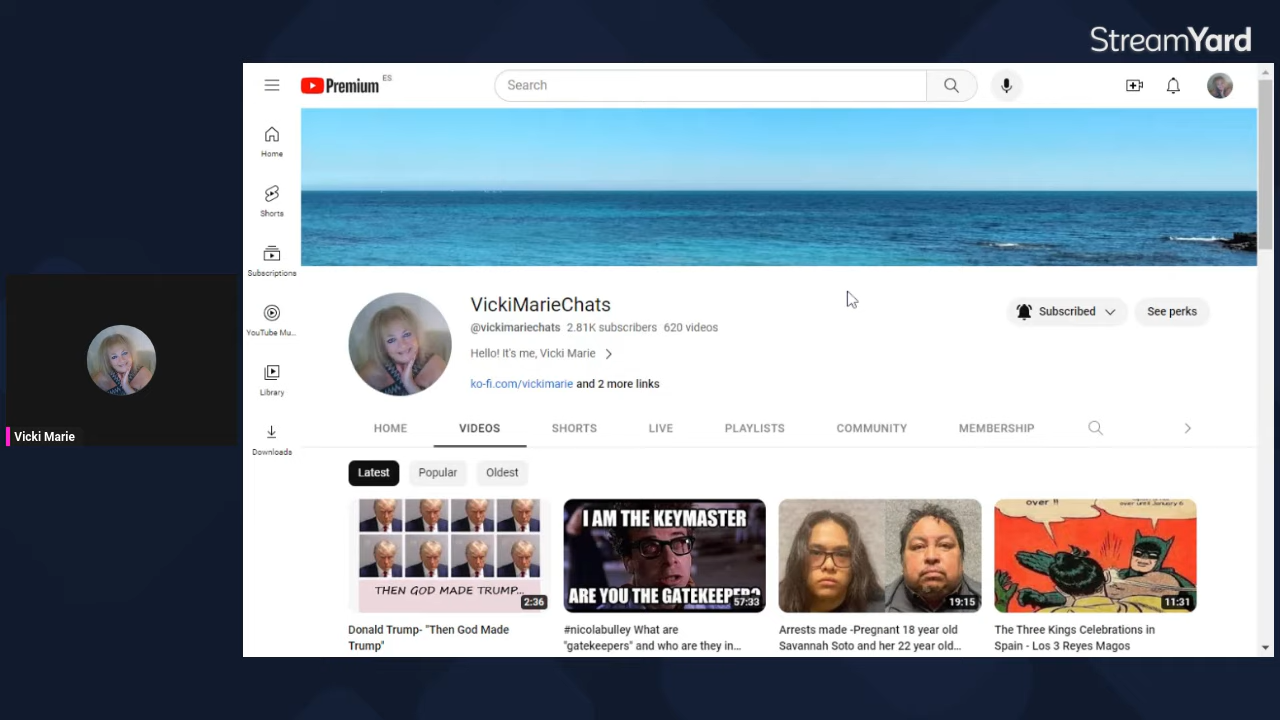 StreamYard
Premium ES
Search
Home
Shorts
Subscriptions
YouTube Mu...
Library
Downloads
VickiMarieChats
@vickimariechats 2.81K subscribers 620 videos
Hello! It's me, Vicki Marie
ko-fi.com/vickimarie and 2 more links
Subscribed
See perks
Vicki Marie
HOME VIDEOS SHORTS LIVE PLAYLISTS COMMUNITY MEMBERSHIP
Latest Popular Oldest
THEN GOD MADE TRUMP...
2:36
Donald Trump- "Then God Made
Trump"
I AM THE KEYMASTER
ARE YOU THE GATEKEEPER?
57:33
#nicolabulley What are
"gatekeepers" and who are they in...
19:15
Arrests made -Pregnant 18 year old
Savannah Soto and her 22 year old...
over !!
over until January 6
11:31
The Three Kings Celebrations in
Spain - Los 3 Reyes Magos